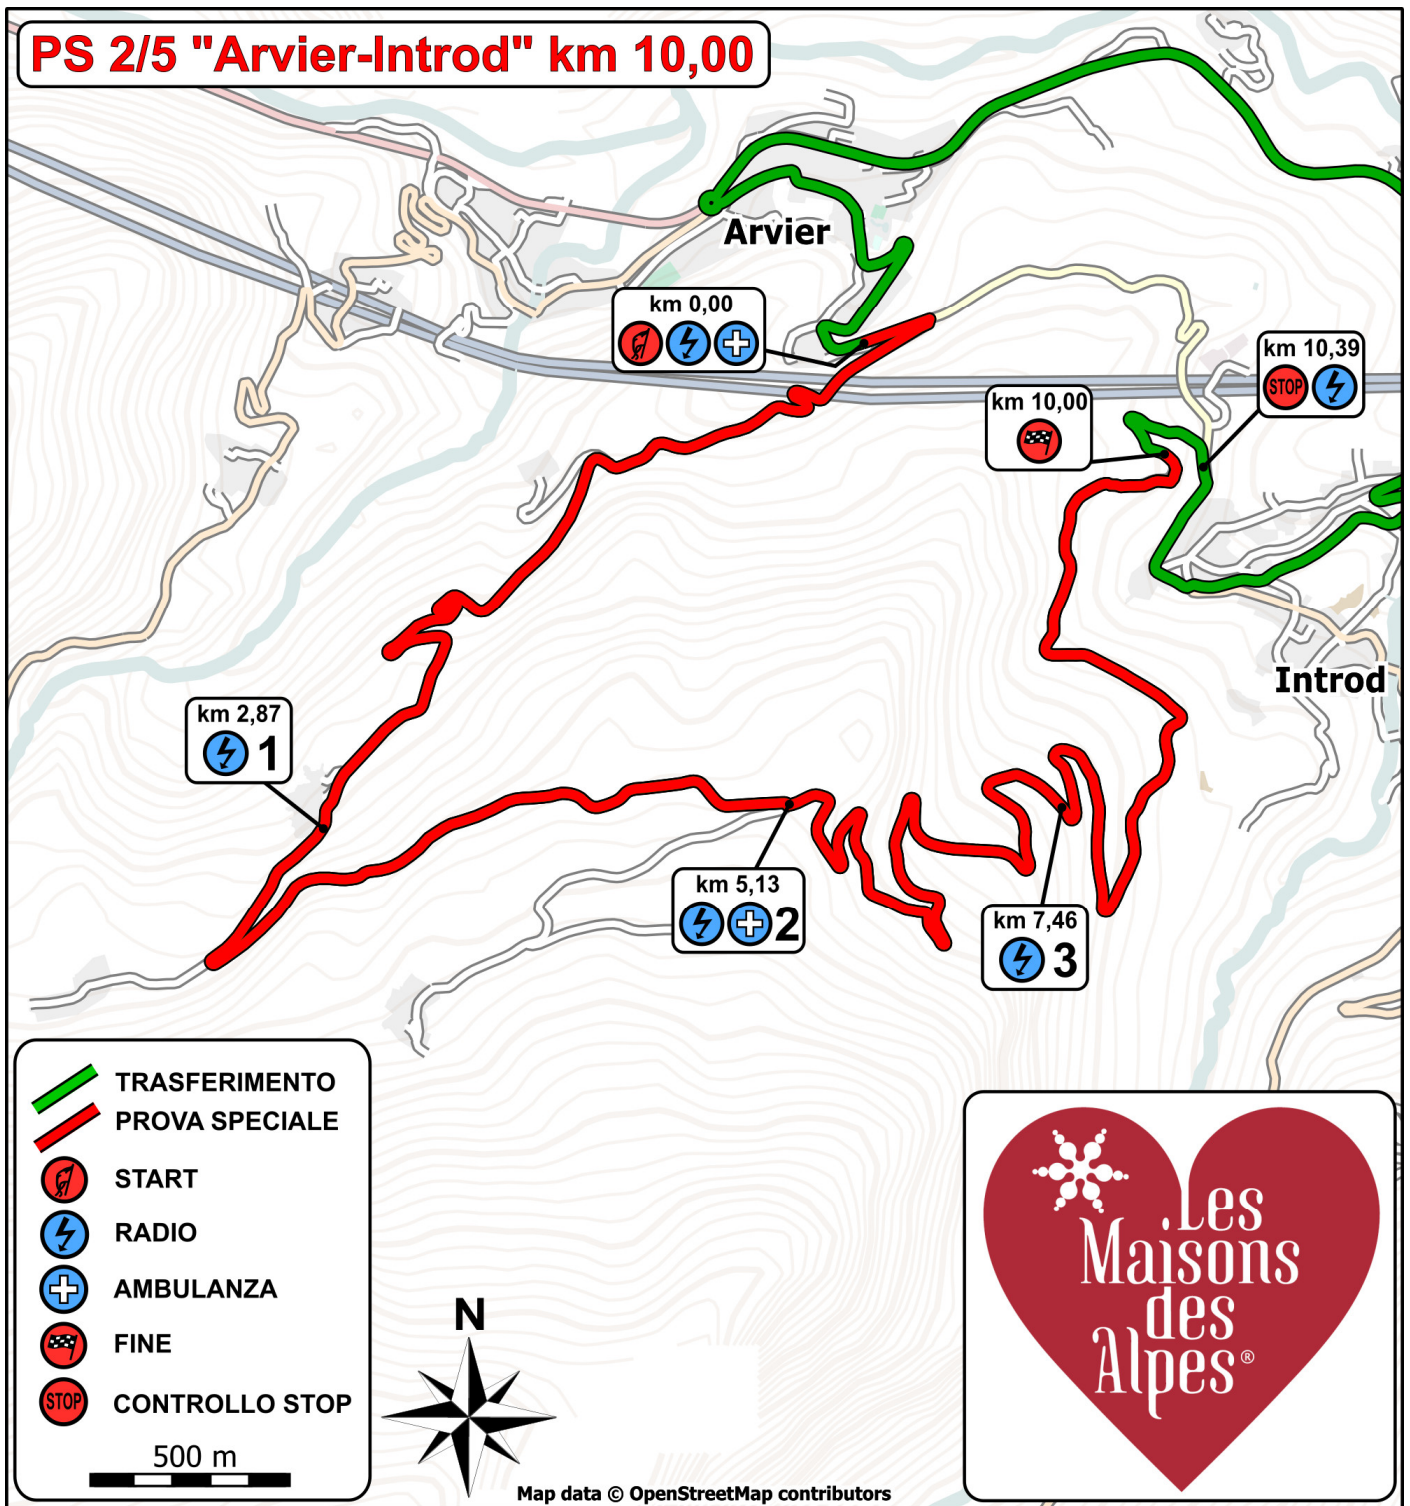 PS 2/5 "Arvier-Introd" km 10,00
Arvier
km 0,00
km 10,39
STOP
km 10,00
Introd
km 2,87
1
km 5,13
2
km 7,46
3
TRASFERIMENTO
PROVA SPECIALE
START
RADIO
AMBULANZA
FINE
STOP
CONTROLLO STOP
500 m
N
Map data © OpenStreetMap contributors
Les
Maisons
des
Alpes®